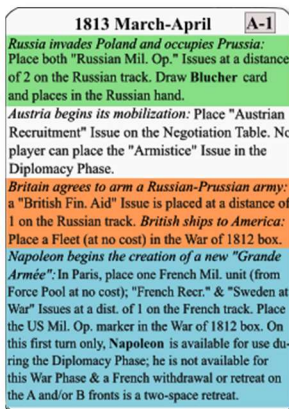 1813 March-April A-1
Russia invades Poland and occupies Prussia:
Place both "Russian Mil. Op." Issues at a distance
of 2 on the Russian track. Draw Blucher card
and places in the Russian hand.
Austria begins its mobilization: Place "Austrian
Recruitment" Issue on the Negotiation Table. No
player can place the "Armistice" Issue in the
Diplomacy Phase.
Britain agrees to arm a Russian-Prussian army:
a "British Fin. Aid" Issue is placed at a distance of
1 on the Russian track. British ships to America:
Place a Fleet (at no cost) in the War of 1812 box.
Napoleon begins the creation of a new "Grande
Armée": In Paris, place one French Mil. unit (from
Force Pool at no cost); "French Recr." & "Sweden at
War" Issues at a dist. of 1 on the French track. Place
the US Mil. Op. marker in the War of 1812 box. On
this first turn only, Napoleon is available for use du-
ring the Diplomacy Phase; he is not available for
this War Phase & a French withdrawal or retreat on
the A and/or B fronts is a two-space retreat.